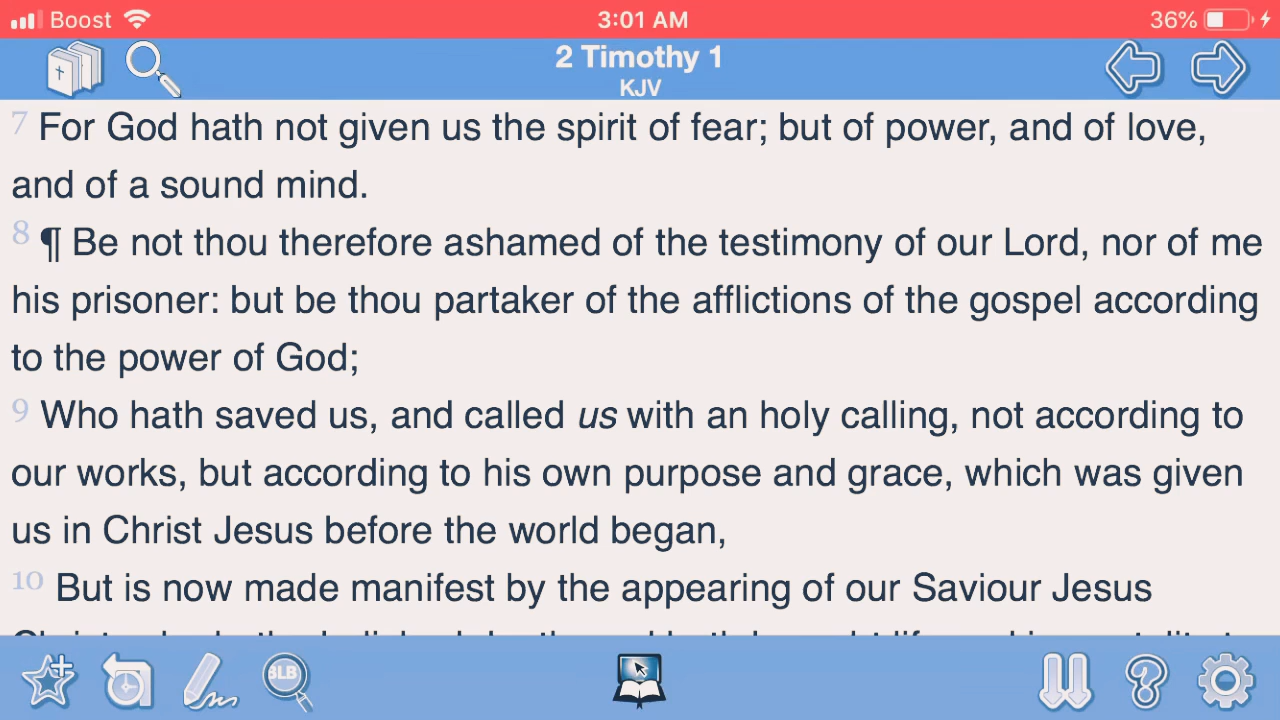 Boost 3:01 AM 36%
2 Timothy 1
KJV
7 For God hath not given us the spirit of fear; but of power, and of love,
and of a sound mind.
8 ¶ Be not thou therefore ashamed of the testimony of our Lord, nor of me
his prisoner: but be thou partaker of the afflictions of the gospel according
to the power of God;
9 Who hath saved us, and called us with an holy calling, not according to
our works, but according to his own purpose and grace, which was given
us in Christ Jesus before the world began,
10 But is now made manifest by the appearing of our Saviour Jesus
BLB